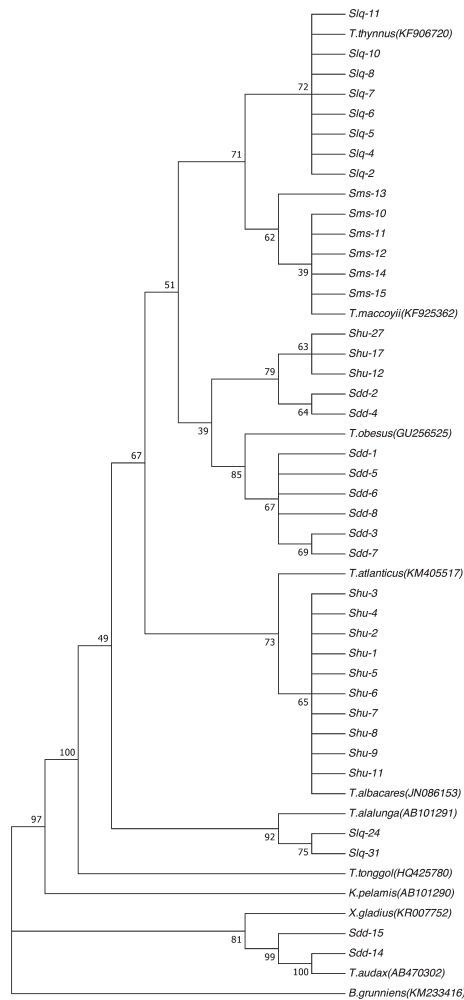 Slq-11
T.thynnus(KF906720)
Slq-10
Slq-8
72
Slq-7
Slq-6
Slq-5
Slq-4
71
Slq-2
Sms-13
Sms-10
62
Sms-11
Sms-12
39
Sms-14
51
Sms-15
T.maccoyii(KF925362)
Shu-27
63
Shu-17
79
Shu-12
Sdd-2
64
Sdd-4
39
T.obesus(GU256525)
67
Sdd-1
85
Sdd-5
Sdd-6
67
Sdd-8
Sdd-3
69
Sdd-7
T.atlanticus(KM405517)
Shu-3
Shu-4
49
73
Shu-2
Shu-1
Shu-5
65
Shu-6
Shu-7
Shu-8
100
Shu-9
Shu-11
T.albacares(JN086153)
97
T.alalunga(AB101291)
92
Slq-24
75
Slq-31
T.tonggol(HQ425780)
K.pelamis(AB101290)
X.gladius(KR007752)
81
Sdd-15
99
Sdd-14
100
T.audax(AB470302)
B.grunniens(KM233416)